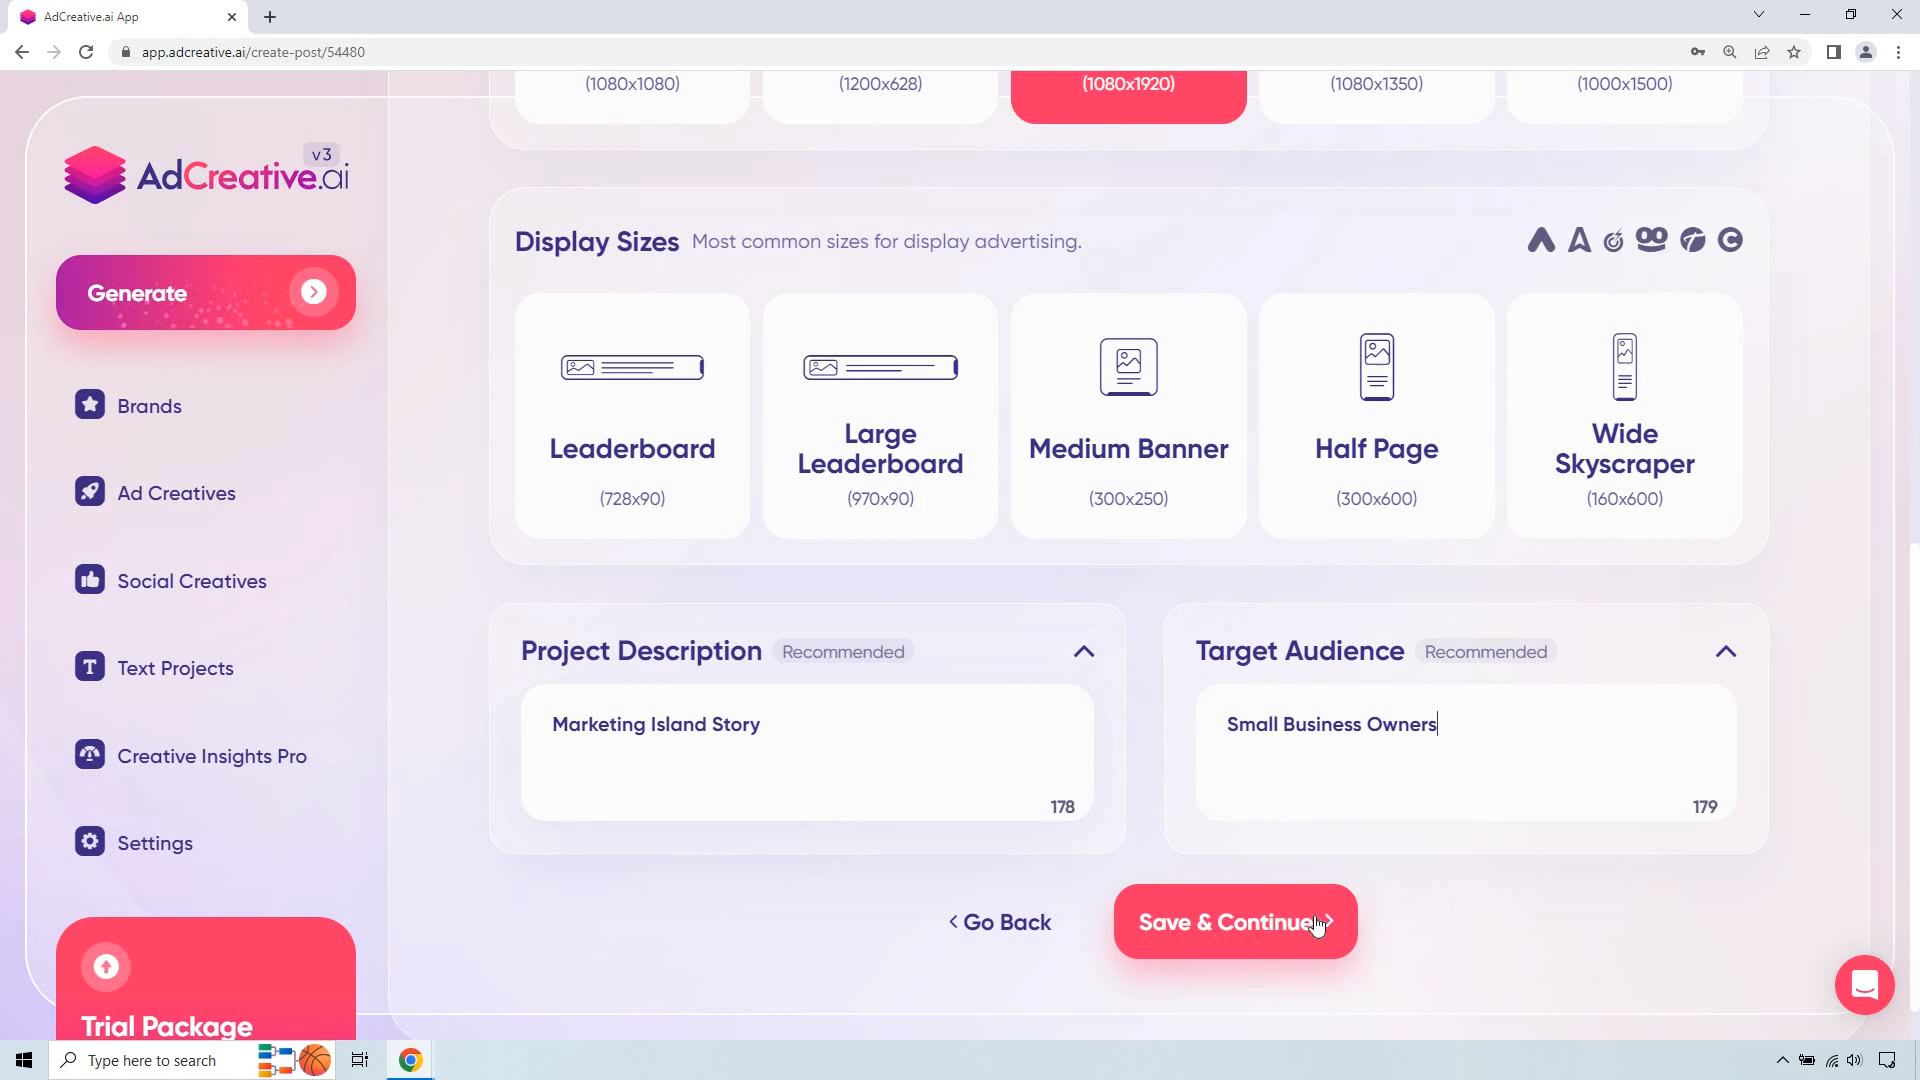 AdCreative.ai App
app.adcreative.ai/create-post/54480
(1080x1080)
(1200x628)
(1080x1920)
(1080x1350)
(1000x1500)
AdCreative.ai
v3
Generate
Brands
Ad Creatives
Social Creatives
Text Projects
Creative Insights Pro
Settings
Trial Package
Display Sizes Most common sizes for display advertising.
Leaderboard
(728x90)
Large
Leaderboard
(970x90)
Medium Banner
(300x250)
Half Page
(300x600)
Wide
Skyscraper
(160x600)
Project Description Recommended
Marketing Island Story
178
Target Audience Recommended
Small Business Owners
179
Go Back
Save & Continue
Type here to search